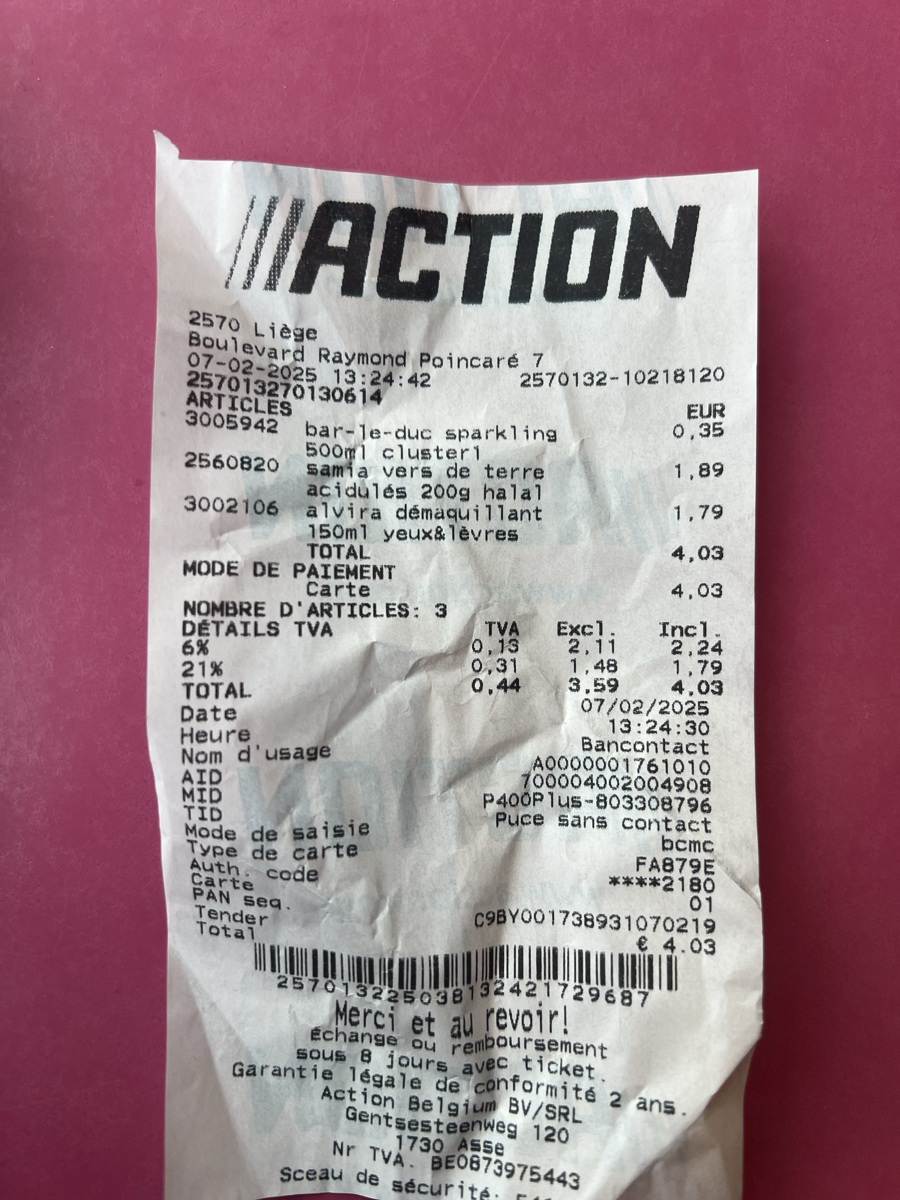 ///ACTION
2570 Liège
Boulevard Raymond Poincaré 7
07-02-2025 13:24:42 2570132-10218120
257013270130614
ARTICLES EUR
3005942 bar-le-duc sparkling 0,35
500ml cluster1
2560820 samia vers de terre 1,89
acidulés 200g halal
3002106 alvira démaquillant 1,79
150ml yeux&lèvres
TOTAL 4,03
MODE DE PAIEMENT
Carte 4,03
NOMBRE D'ARTICLES: 3
DÉTAILS TVA TVA Excl. Incl.
6% 0,13 2,11 2,24
21% 0,31 1,48 1,79
TOTAL 0,44 3,59 4,03
Date 07/02/2025
Heure 13:24:30
Nom d'usage Bancontact
AID A0000001761010
MID 700004002004908
TID P400Plus-803308796
Mode de saisie Puce sans contact
Type de carte bcmc
Auth. code FA879E
Carte ****2180
PAN seq. 01
Tender C9BY001738931070219
Total € 4.03
257013225038132421729687
Merci et au revoir!
Échange ou remboursement
sous 8 jours avec ticket.
Garantie légale de conformité 2 ans.
Action Belgium BV/SRL
Gentsesteenweg 120
1730 Asse
Nr TVA. BE0873975443
Sceau de sécurité: